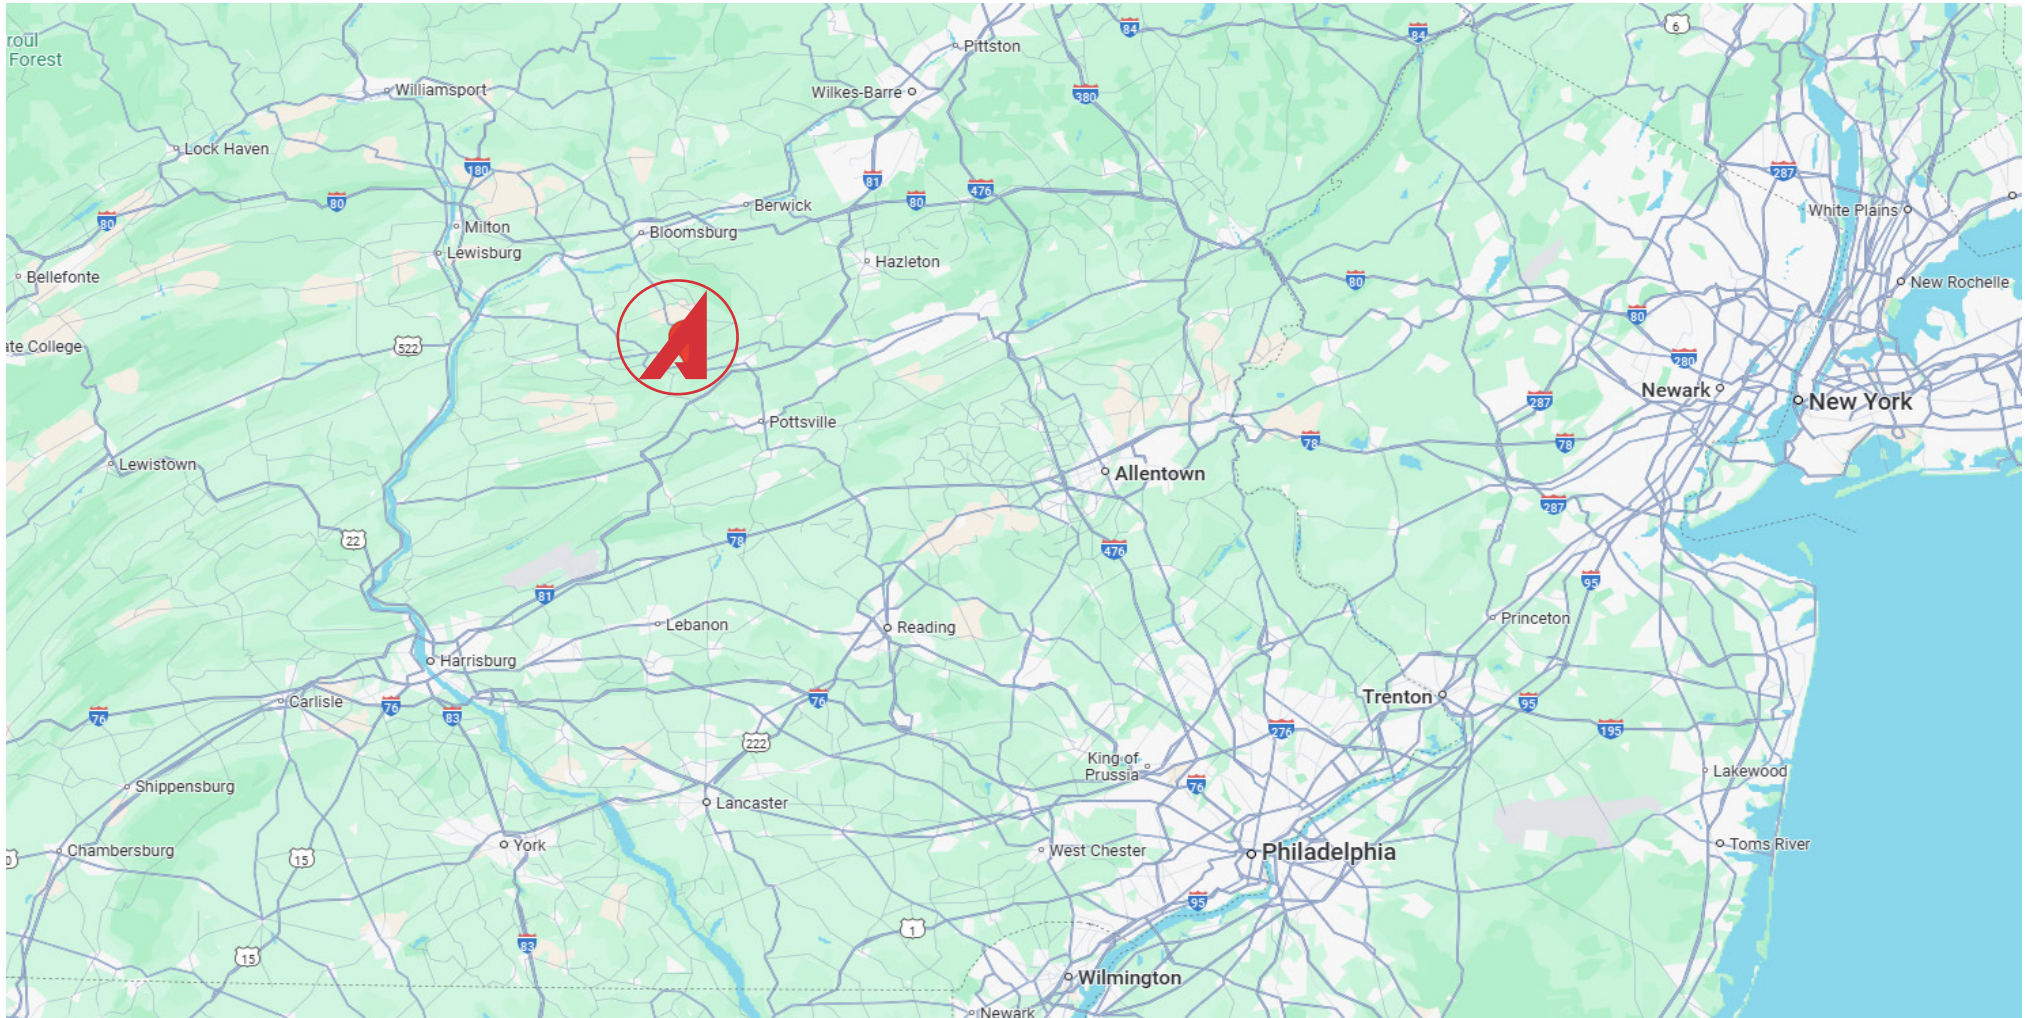 roul
Forest
Pittston
84
84
6
Williamsport
Wilkes-Barre
380
Lock Haven
180
81
476
287
80
80
80
Berwick
White Plains
Milton
Bloomsburg
Lewisburg
Hazleton
Bellefonte
80
New Rochelle
80
522
ate College
280
Newark
New York
287
Pottsville
78
78
Lewistown
Allentown
287
22
78
476
81
95
Lebanon
Reading
Princeton
Harrisburg
Carlisle
76
76
83
76
Trenton
95
195
276
222
King of
Prussia
76
Lakewood
Shippensburg
Lancaster
York
Chambersburg
0
15
West Chester
Philadelphia
Toms River
95
1
83
15
Wilmington
Newark